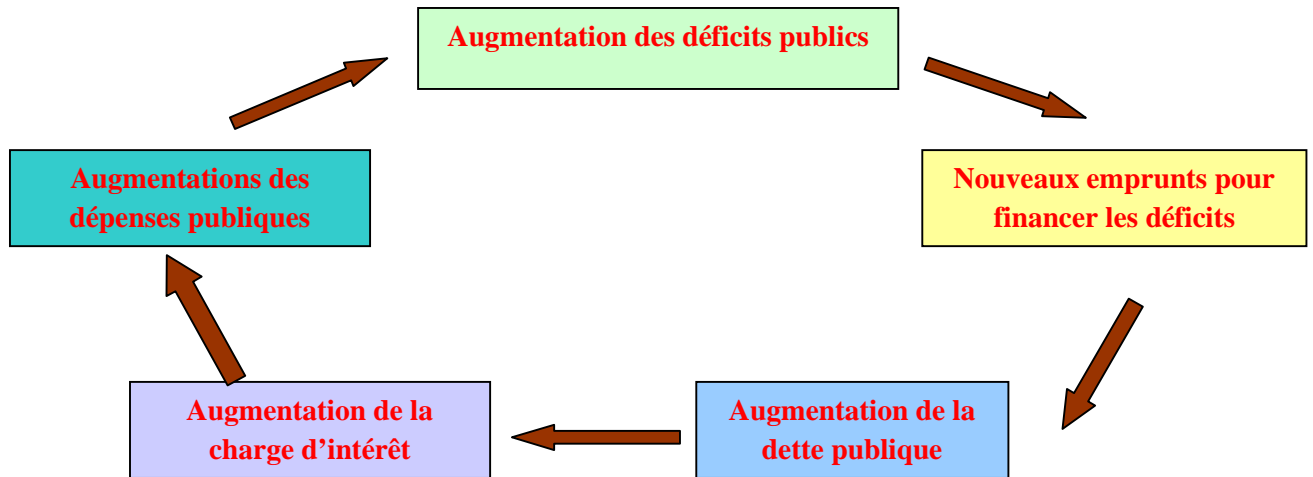 Augmentation des déficits publics
Augmentations des
dépenses publiques
Nouveaux emprunts pour
financer les déficits
Augmentation de la
charge d’intérêt
Augmentation de la
dette publique